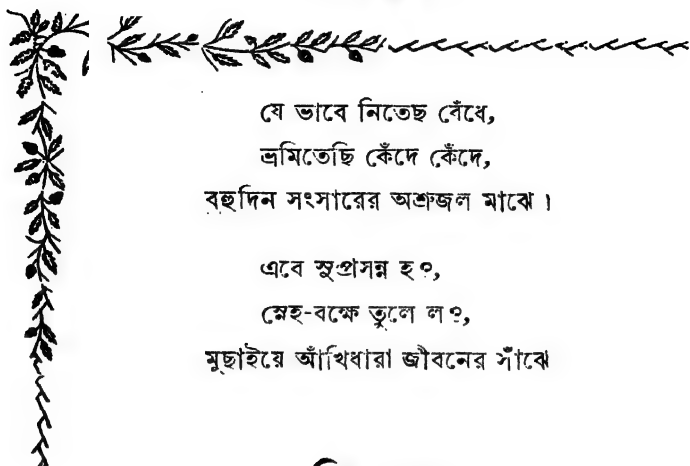 যে ভাবে নিতেছ বেঁধে,
ভ্রমিতেছি কেঁদে কেঁদে,
বহুদিন সংসারের অশ্রুজল মাঝে।
এবে সুপ্রসন্ন হও,
স্নেহ-বক্ষে তুলে লও,
মুছাইয়ে আঁখিধারা জীবনের সাঁঝে